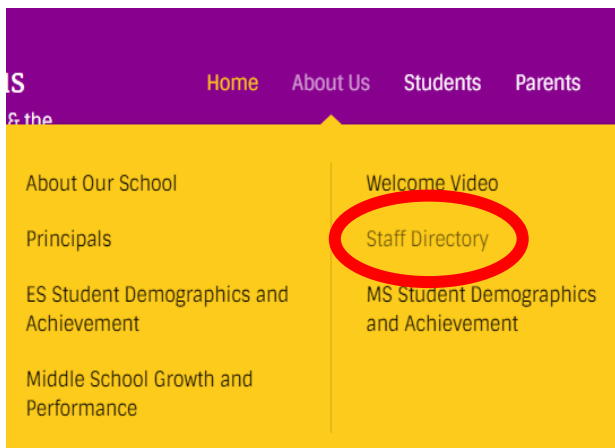 Home About Us Students Parents
& the
About Our School
Principals
ES Student Demographics and
Achievement
Middle School Growth and
Performance
Welcome Video
Staff Directory
MS Student Demographics
and Achievement